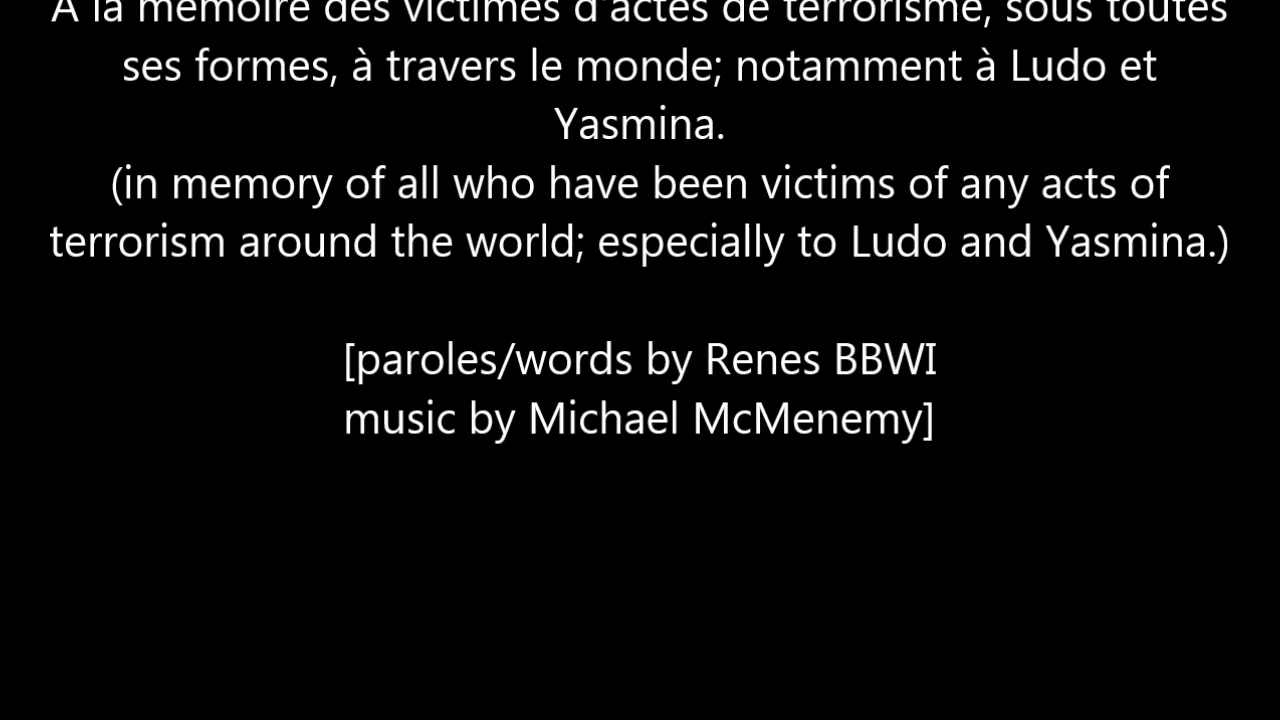 A la mémoire des victimes d'actes de terrorisme, sous toutes
ses formes, à travers le monde; notamment à Ludo et
Yasmina.
(in memory of all who have been victims of any acts of
terrorism around the world; especially to Ludo and Yasmina.)
[paroles/words by Renes BBWI
music by Michael McMenemy]